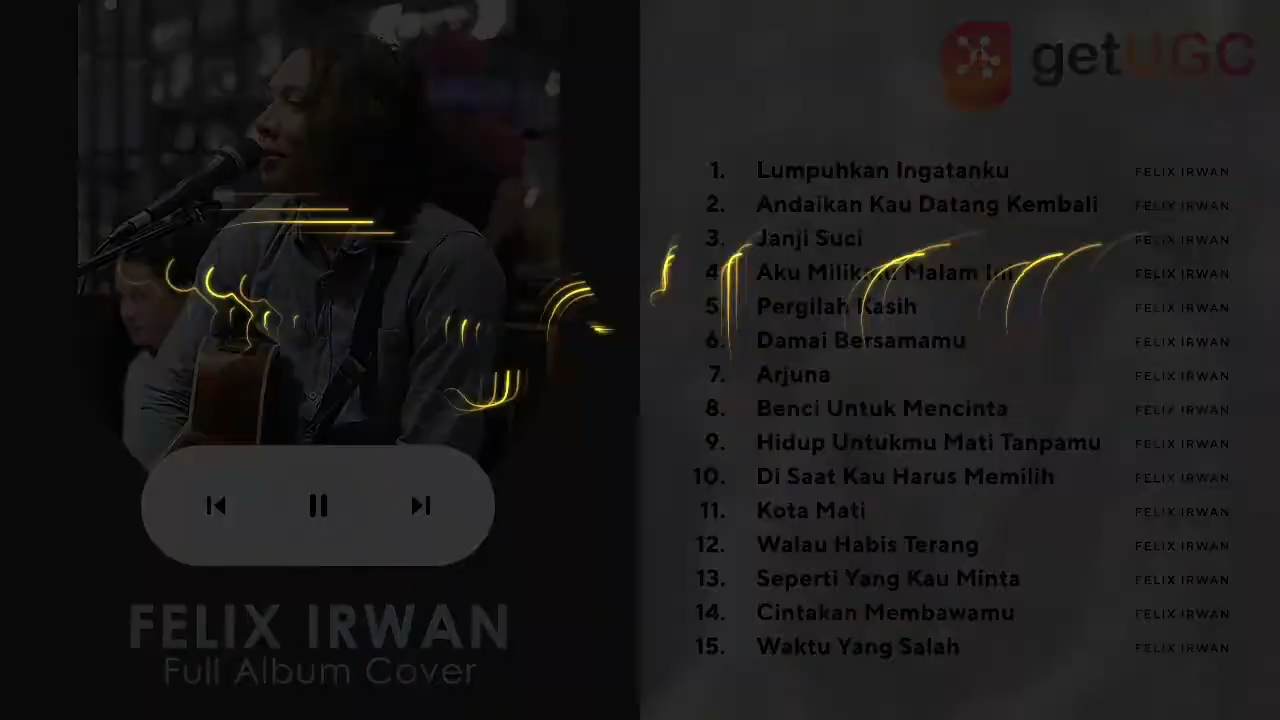 getUGC
1. Lumpuhkan Ingatanku FELIX IRWAN
2. Andaikan Kau Datang Kembali FELIX IRWAN
3. Janji Suci FELIX IRWAN
4. Aku Milikmu Malam Ini FELIX IRWAN
5. Pergilah Kasih FELIX IRWAN
6. Damai Bersamamu FELIX IRWAN
7. Arjuna FELIX IRWAN
8. Benci Untuk Mencinta FELIX IRWAN
9. Hidup Untukmu Mati Tanpamu FELIX IRWAN
10. Di Saat Kau Harus Memilih FELIX IRWAN
11. Kota Mati FELIX IRWAN
12. Walau Habis Terang FELIX IRWAN
13. Seperti Yang Kau Minta FELIX IRWAN
14. Cintakan Membawamu FELIX IRWAN
15. Waktu Yang Salah FELIX IRWAN
FELIX IRWAN
Full Album Cover